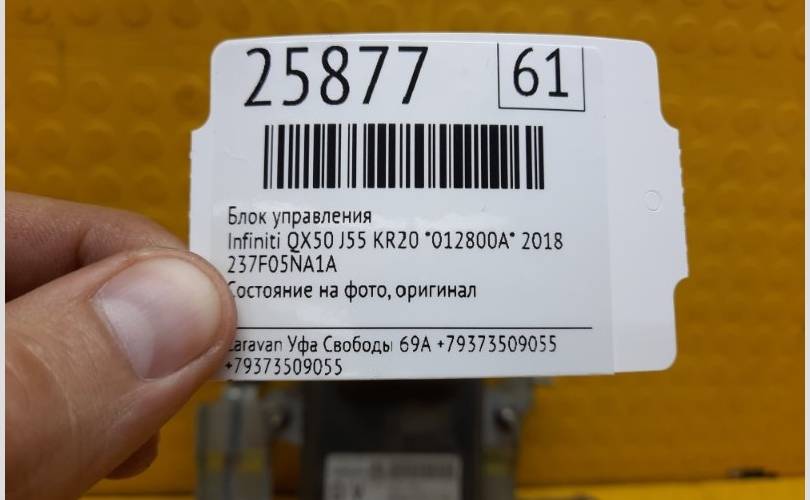 25877 61
Блок управления
Infiniti QX50 J55 KR20 *012800A* 2018
237F05NA1A
Состояние на фото, оригинал
Caravan Уфа Свободы 69А +79373509055
+79373509055